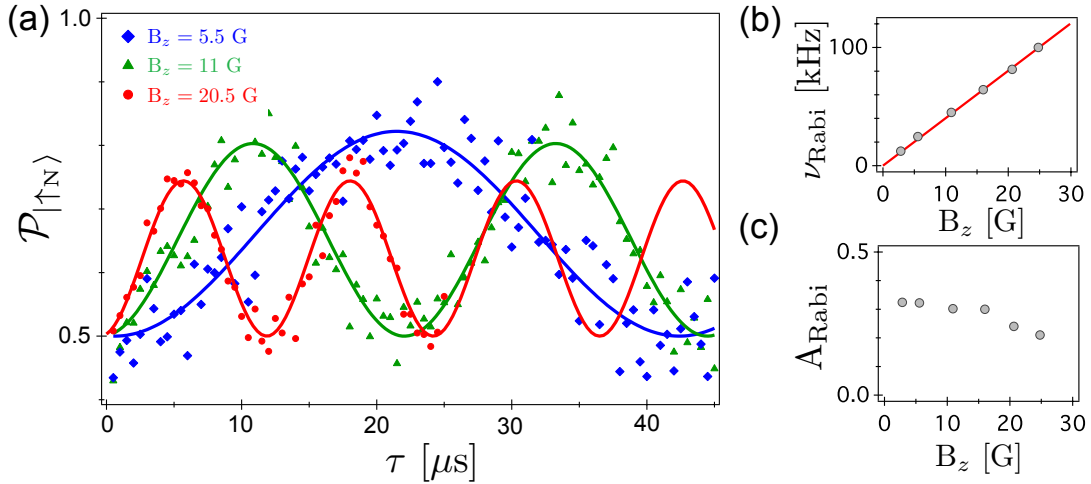 (a)
1.0
0.5
B_z = 5.5 G
B_z = 11 G
B_z = 20.5 G
𝒫_|↑_N⟩
0 10 20 30 40
τ [μs]
(b)
100
0
ν_Rabi [kHz]
0 10 20 30
B_z [G]
(c)
0.5
0.0
A_Rabi
0 10 20 30
B_z [G]